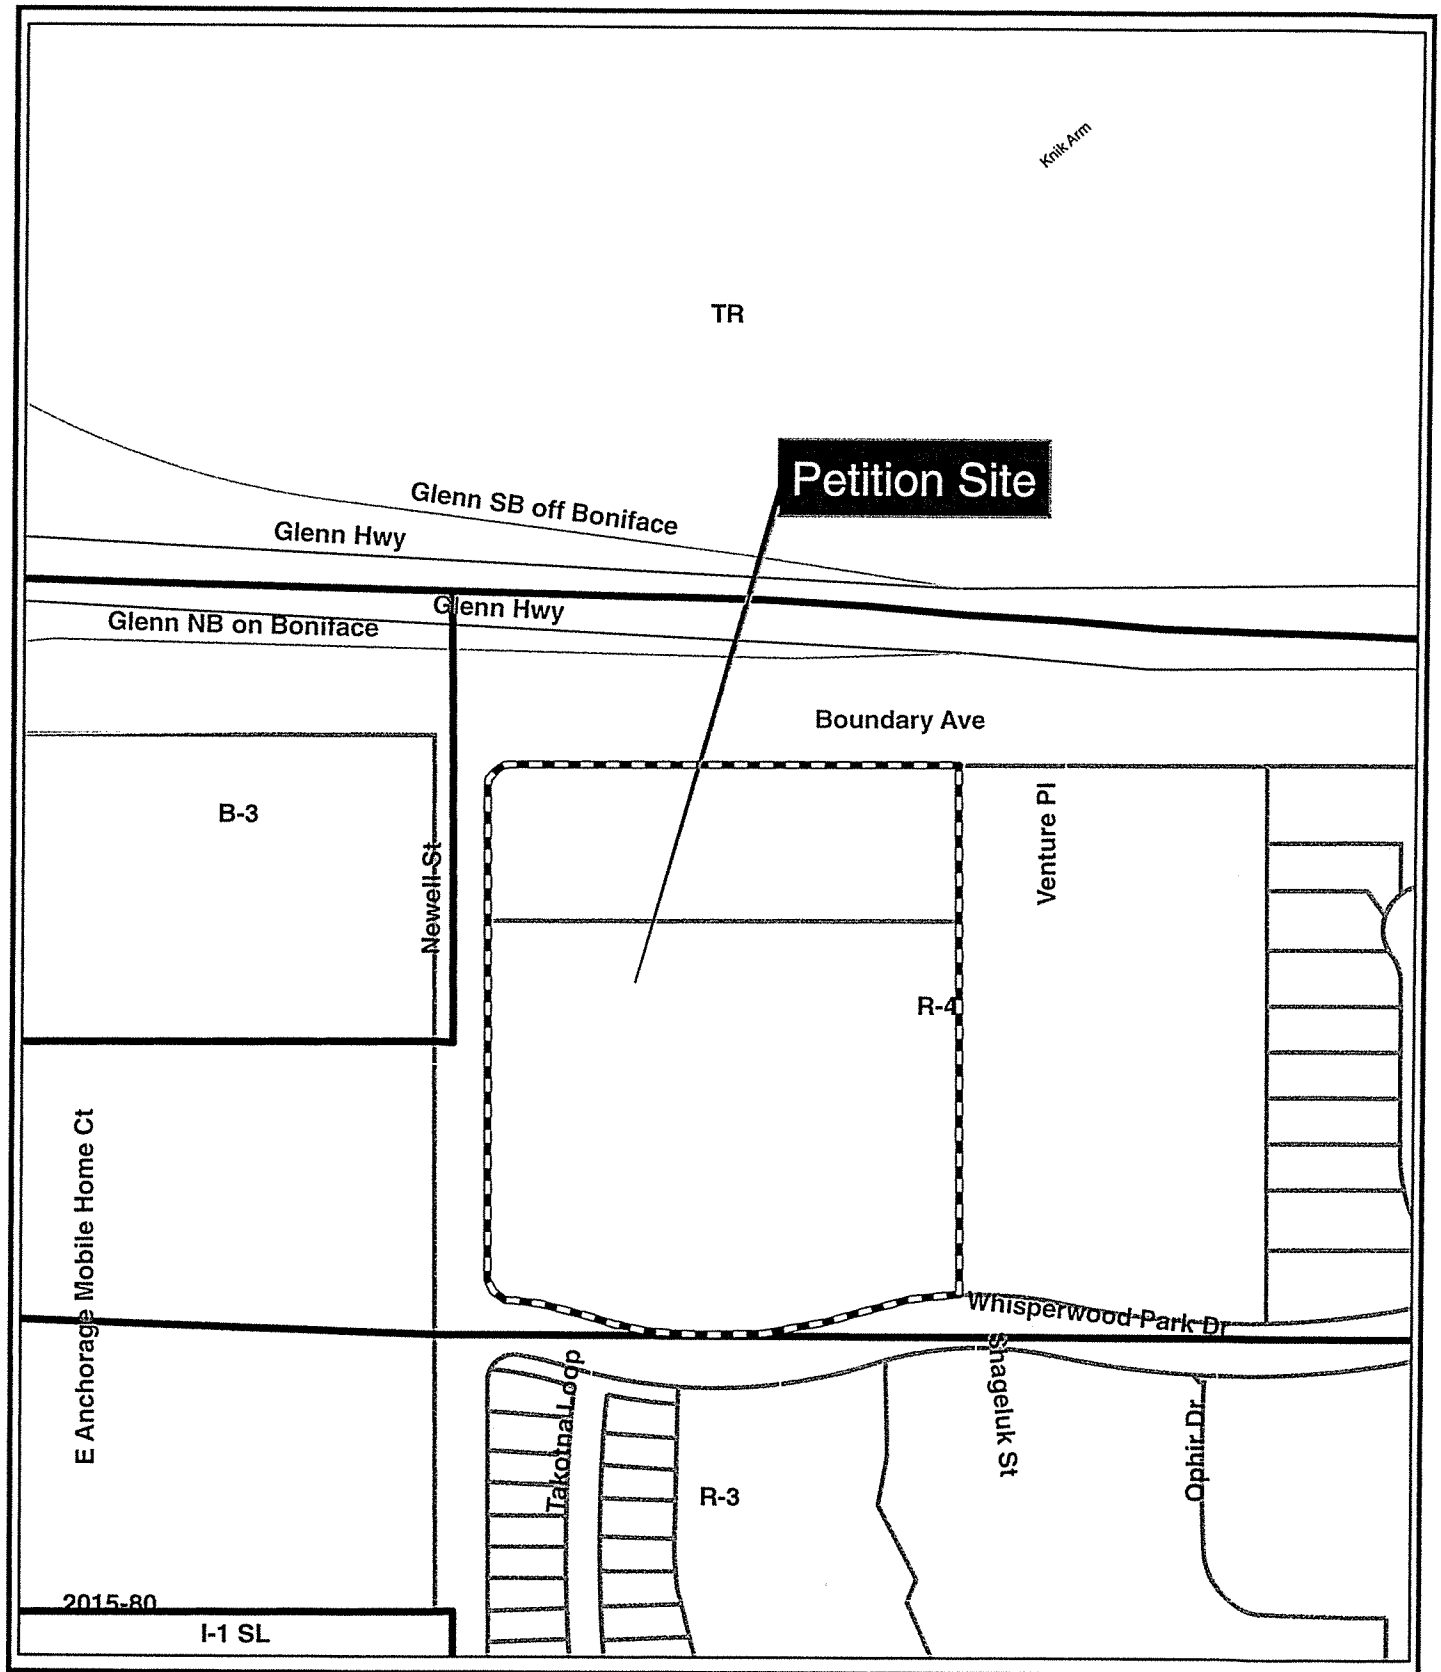 Knik Arm
TR
Petition Site
Glenn SB off Boniface
Glenn Hwy
Glenn Hwy
Glenn NB on Boniface
Boundary Ave
B-3
Venture Pl
Newell St
R-4
E Anchorage Mobile Home Ct
Whisperwood Park Dr
Shageluk St
Takotna Loop
Ophir Dr
R-3
2015-80
I-1 SL